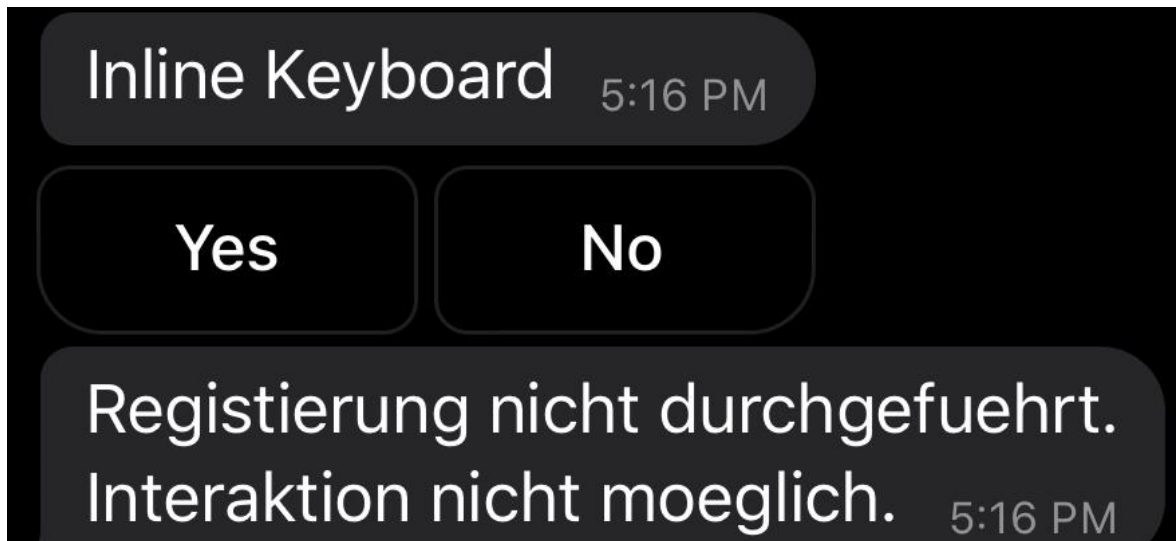 Inline Keyboard 5:16 PM
Yes No
Registierung nicht durchgefuehrt.
Interaktion nicht moeglich. 5:16 PM